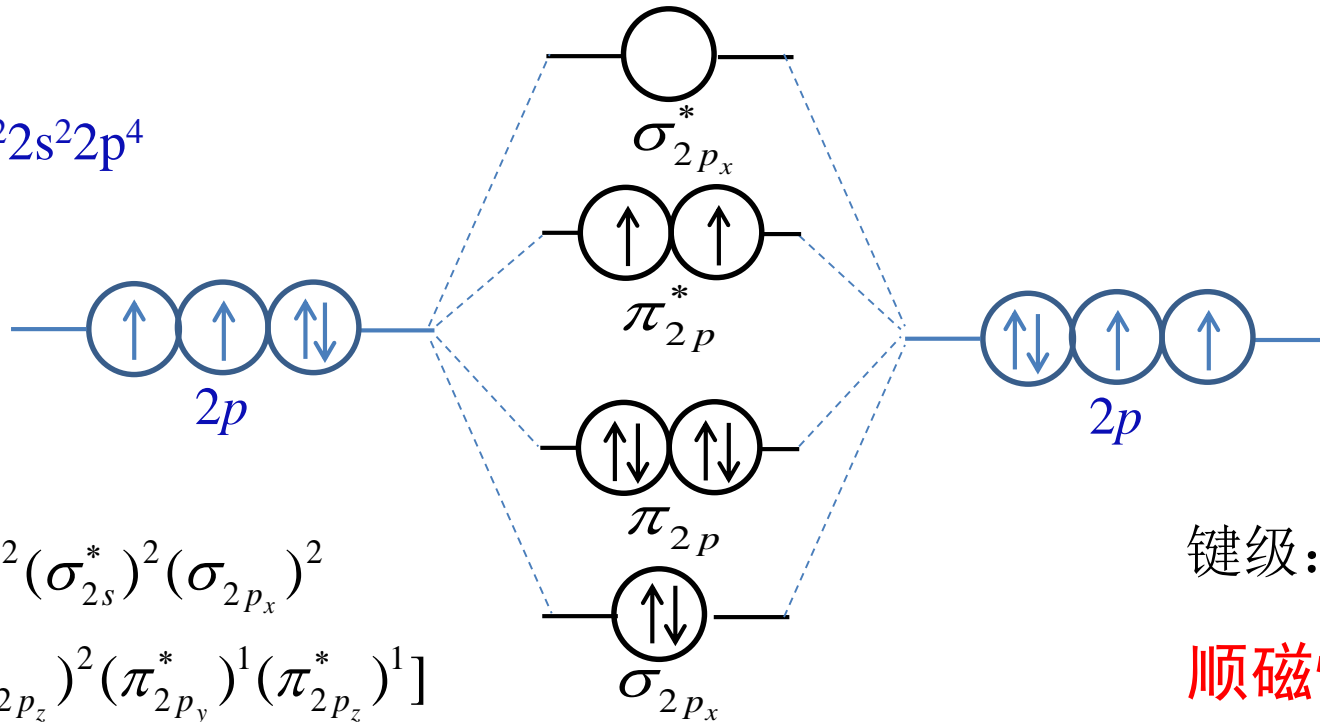 ²2s²2p⁴
σ*₂ₚₓ
π*₂ₚ
2p
2p
π₂ₚ
²(σ*₂ₛ)²(σ₂ₚₓ)²
键级：
₂p_z)²(π*₂p_y)¹(π*₂p_z)¹]
σ₂ₚₓ
顺磁